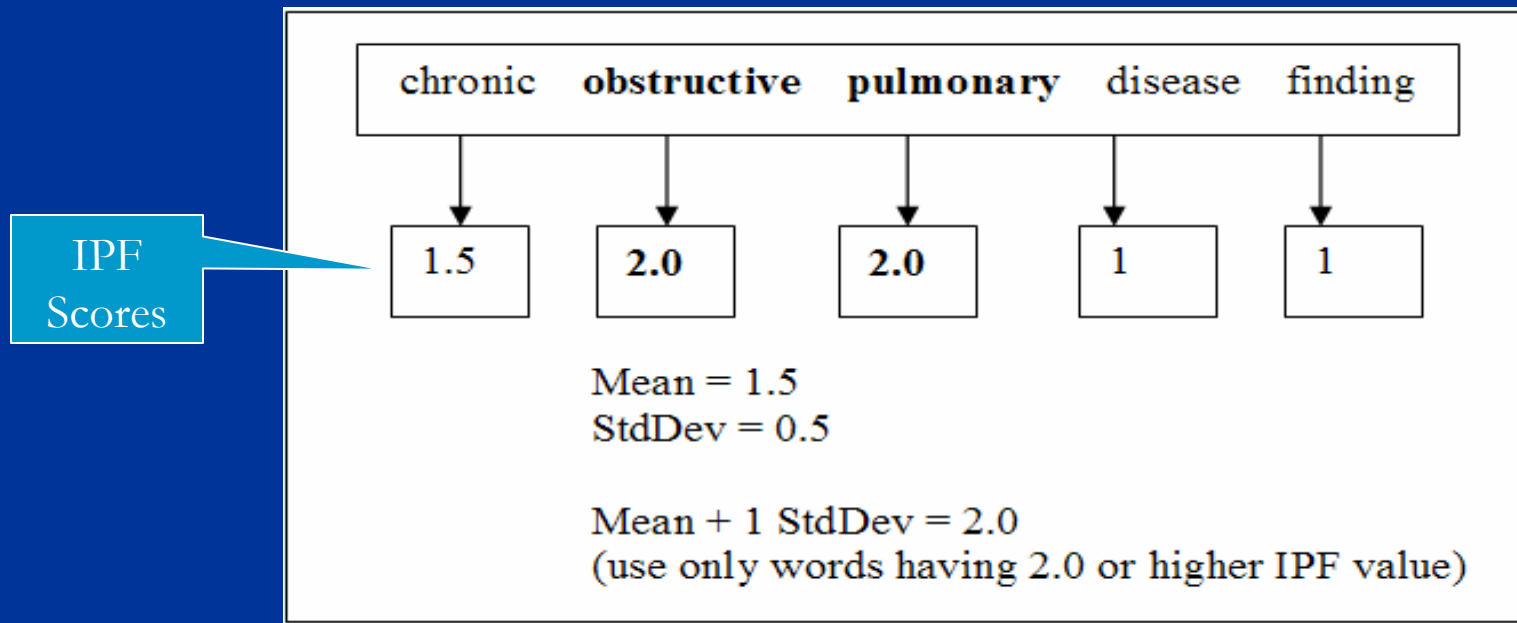 chronic obstructive pulmonary disease finding
IPF
Scores
1.5 2.0 2.0 1 1
Mean = 1.5
StdDev = 0.5
Mean + 1 StdDev = 2.0
(use only words having 2.0 or higher IPF value)